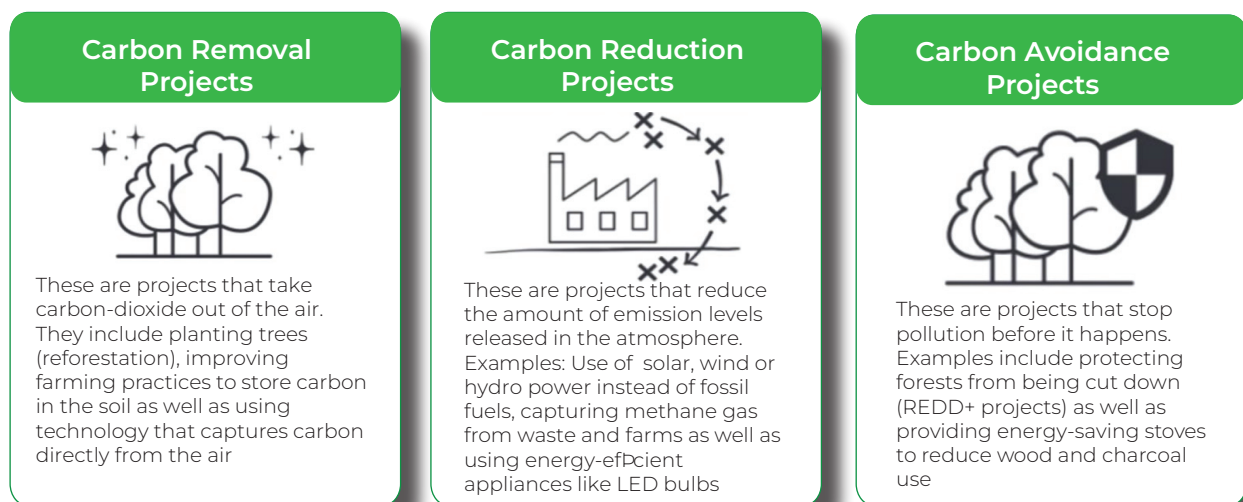 Carbon Removal
Projects
These are projects that take
carbon-dioxide out of the air.
They include planting trees
(reforestation), improving
farming practices to store carbon
in the soil as well as using
technology that captures carbon
directly from the air
Carbon Reduction
Projects
These are projects that reduce
the amount of emission levels
released in the atmosphere.
Examples: Use of solar, wind or
hydro power instead of fossil
fuels, capturing methane gas
from waste and farms as well as
using energy-efÞcient
appliances like LED bulbs
Carbon Avoidance
Projects
These are projects that stop
pollution before it happens.
Examples include protecting
forests from being cut down
(REDD+ projects) as well as
providing energy-saving stoves
to reduce wood and charcoal
use